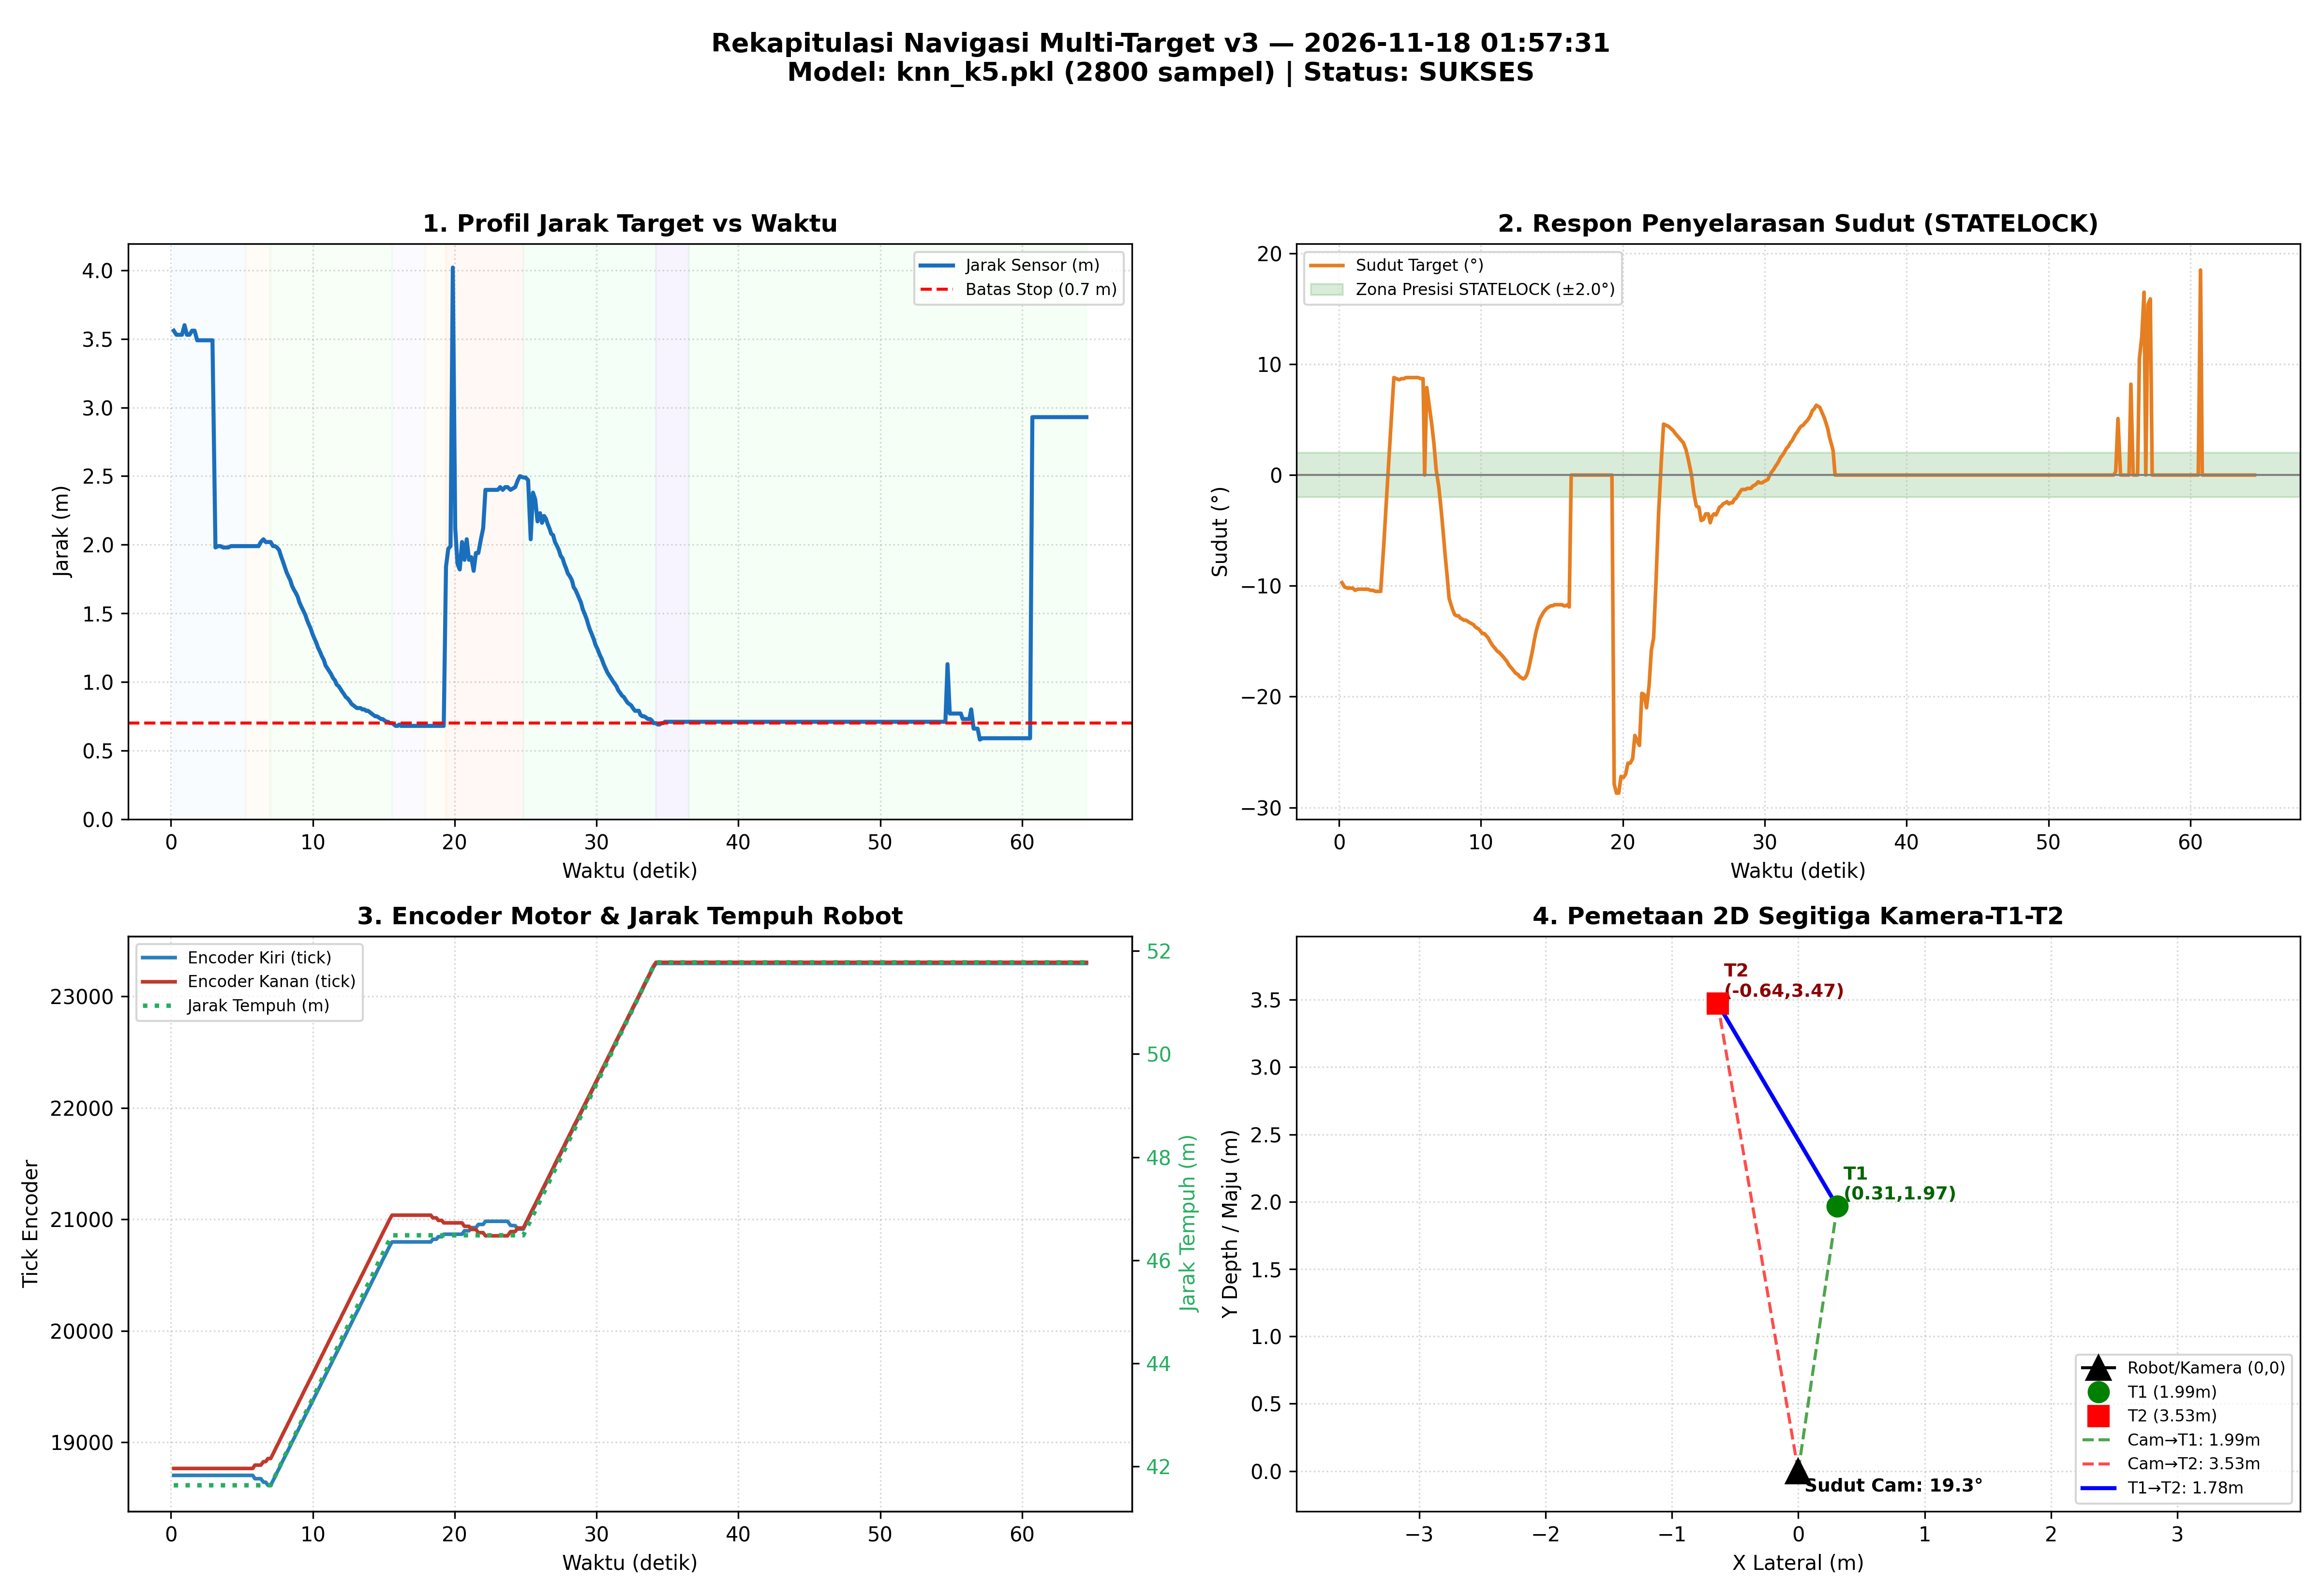 Rekapitulasi Navigasi Multi-Target v3 — 2026-11-18 01:57:31
Model: knn_k5.pkl (2800 sampel) | Status: SUKSES
1. Profil Jarak Target vs Waktu
Jarak Sensor (m)
Batas Stop (0.7 m)
Jarak (m)
4.0
3.5
3.0
2.5
2.0
1.5
1.0
0.5
0.0
0 10 20 30 40 50 60
Waktu (detik)
2. Respon Penyelarasan Sudut (STATELOCK)
Sudut Target (°)
Zona Presisi STATELOCK (±2.0°)
Sudut (°)
20
10
0
−10
−20
−30
0 10 20 30 40 50 60
Waktu (detik)
3. Encoder Motor & Jarak Tempuh Robot
Encoder Kiri (tick)
Encoder Kanan (tick)
Jarak Tempuh (m)
Tick Encoder
23000
22000
21000
20000
19000
52
50
48
46
44
42
Jarak Tempuh (m)
0 10 20 30 40 50 60
Waktu (detik)
4. Pemetaan 2D Segitiga Kamera-T1-T2
Y Depth / Maju (m)
3.5
3.0
2.5
2.0
1.5
1.0
0.5
0.0
T2
(-0.64,3.47)
T1
(0.31,1.97)
Sudut Cam: 19.3°
Robot/Kamera (0,0)
T1 (1.99m)
T2 (3.53m)
Cam→T1: 1.99m
Cam→T2: 3.53m
T1→T2: 1.78m
−3 −2 −1 0 1 2 3
X Lateral (m)